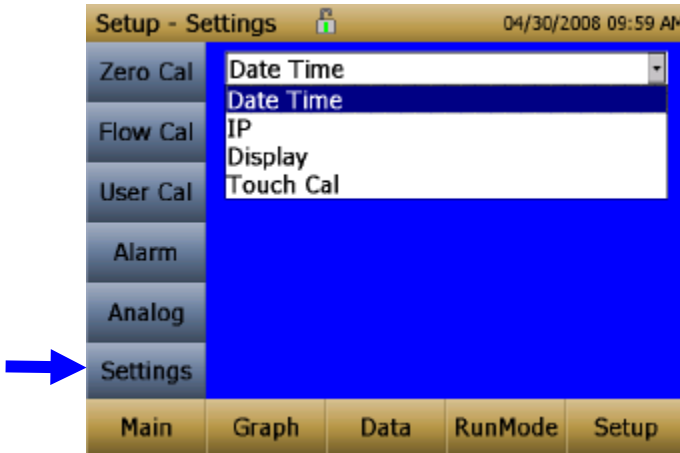 Setup - Settings 04/30/2008 09:59 AM
Zero Cal
Date Time
Date Time
Flow Cal
IP
Display
User Cal
Touch Cal
Alarm
Analog
Settings
Main Graph Data RunMode Setup